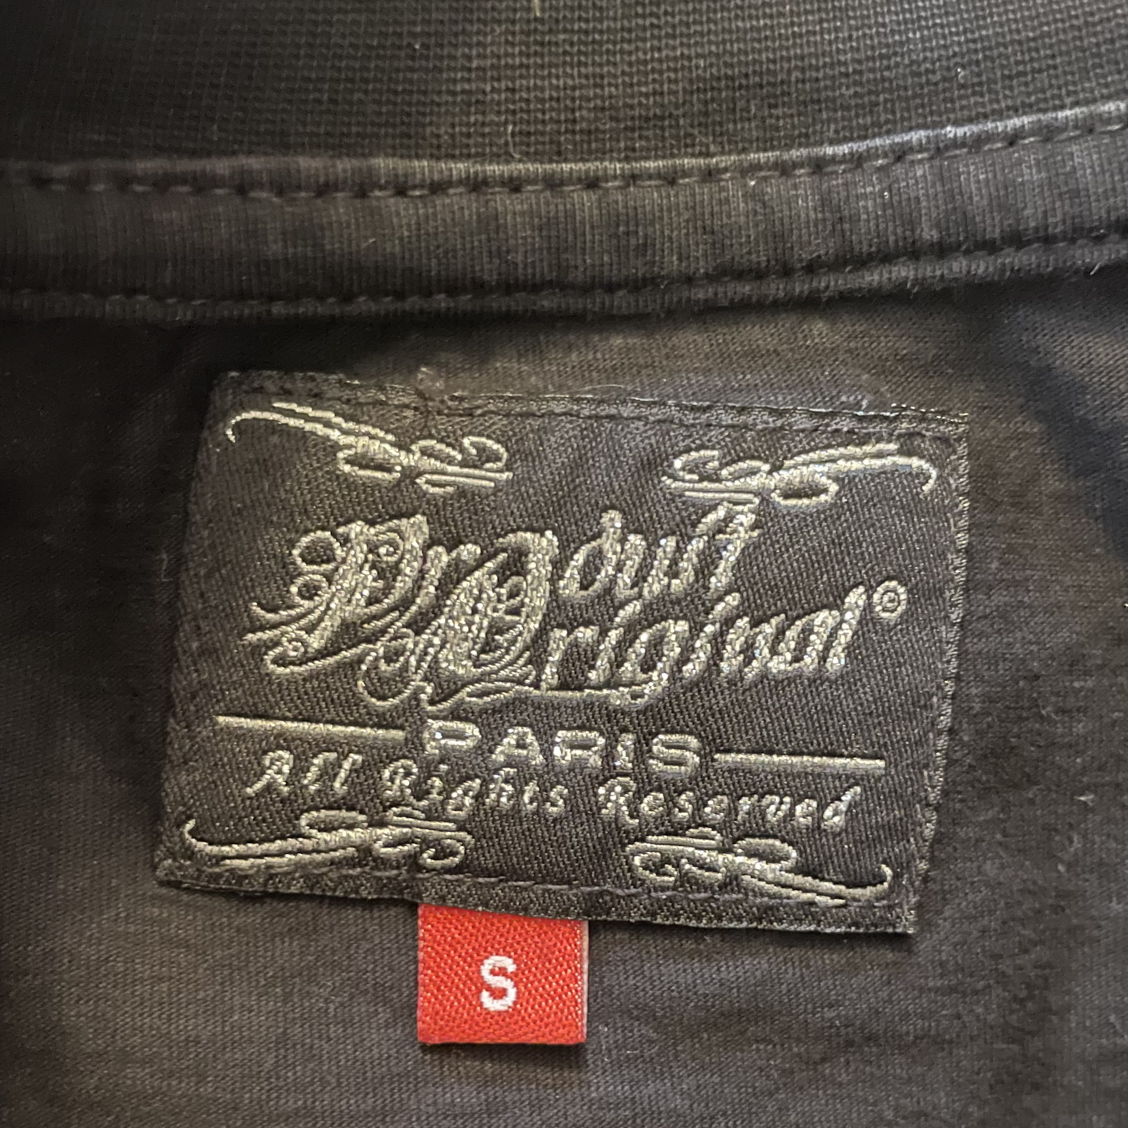 Produit
Original®
PARIS
All Rights Reserved
S